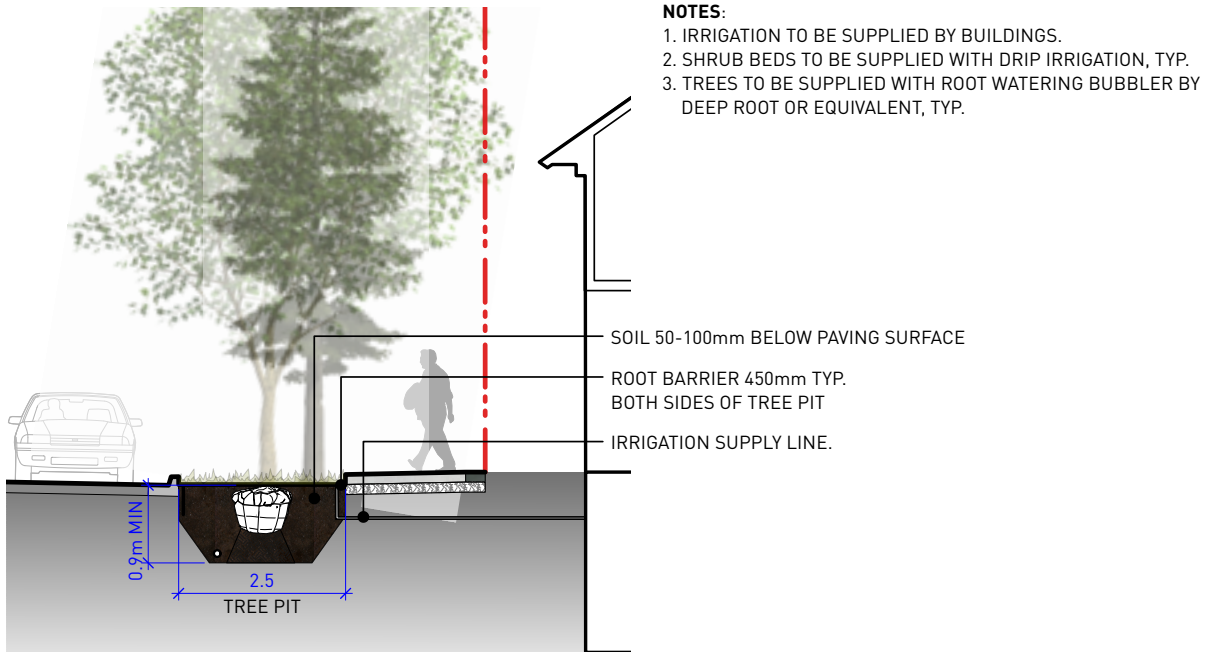 NOTES:
1. IRRIGATION TO BE SUPPLIED BY BUILDINGS.
2. SHRUB BEDS TO BE SUPPLIED WITH DRIP IRRIGATION, TYP.
3. TREES TO BE SUPPLIED WITH ROOT WATERING BUBBLER BY
DEEP ROOT OR EQUIVALENT, TYP.
SOIL 50-100mm BELOW PAVING SURFACE
ROOT BARRIER 450mm TYP.
BOTH SIDES OF TREE PIT
IRRIGATION SUPPLY LINE.
0.9m MIN
2.5
TREE PIT